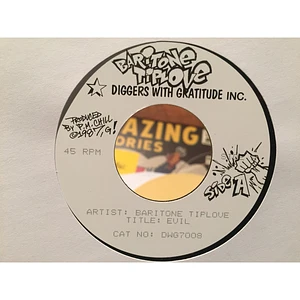 BARITONE
TIPLOVE
DIGGERS WITH GRATITUDE INC.
PRODUCED
BY P.M. CHILL
45 RPM
AZING
ORIES
SIDE A
ARTIST: BARITONE TIPLOVE
TITLE: EVIL
CAT NO: DWG7008